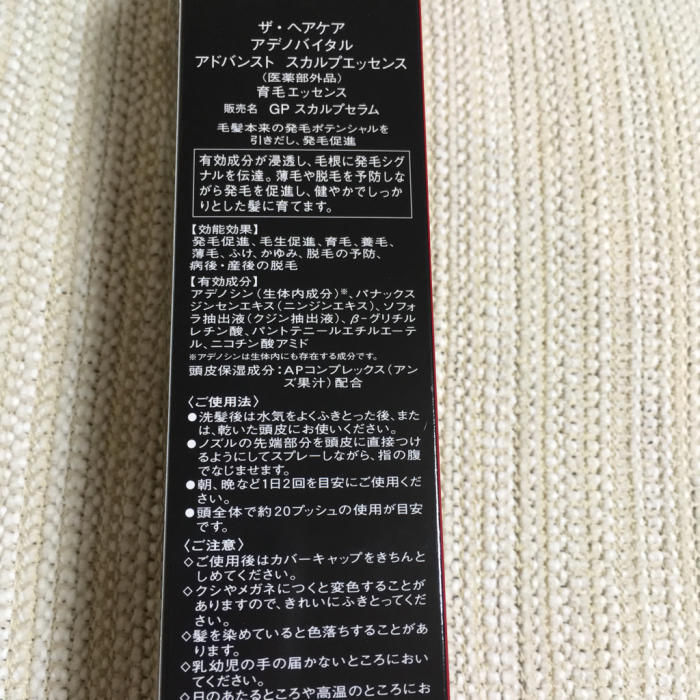 ザ・ヘアケア
アデノバイタル
アドバンスト スカルプエッセンス
（医薬部外品）
育毛エッセンス
販売名 GP スカルプセラム
毛髪本来の発毛ポテンシャルを
引きだし、発毛促進
有効成分が浸透し、毛根に発毛シグ
ナルを伝達。薄毛や脱毛を予防しな
がら発毛を促進し、健やかでしっか
りとした髪に育てます。
【効能効果】
発毛促進、毛生促進、育毛、養毛、
薄毛、ふけ、かゆみ、脱毛の予防、
病後・産後の脱毛
【有効成分】
アデノシン（生体内成分）※、パナックス
ジンセンエキス（ニンジンエキス）、ソフォ
ラ抽出液（クジン抽出液）、β－グリチル
レチン酸、パントテニールエチルエーテ
ル、ニコチン酸アミド
※アデノシンは生体内にも存在する成分です。
頭皮保湿成分：APコンプレックス（アン
ズ果汁）配合
〈ご使用法〉
●洗髪後は水気をよくふきとった後、また
は、乾いた頭皮にお使いください。
●ノズルの先端部分を頭皮に直接つけ
るようにしてスプレーしながら、指の腹
でなじませます。
●朝、晩など1日2回を目安にご使用くだ
さい。
●頭全体で約20プッシュの使用が目安
です。
〈ご注意〉
◇ご使用後はカバーキャップをきちんと
しめてください。
◇クシやメガネにつくと変色することが
ありますので、きれいにふきとってくだ
さい。
◇髪を染めていると色落ちすることがあ
ります。
◇乳幼児の手の届かないところにおい
てください。
◇日のあたるところや高温のところにお